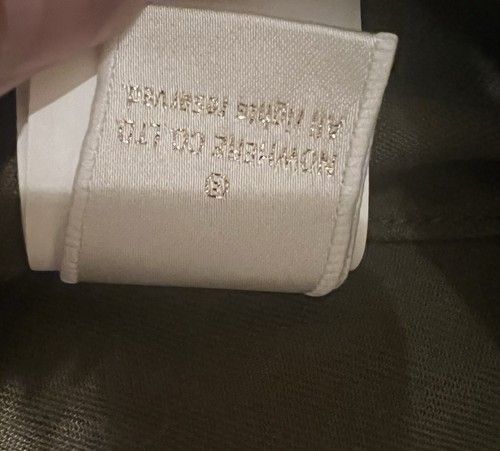 ®
NOWHERE CO. LTD.
All rights reserved.